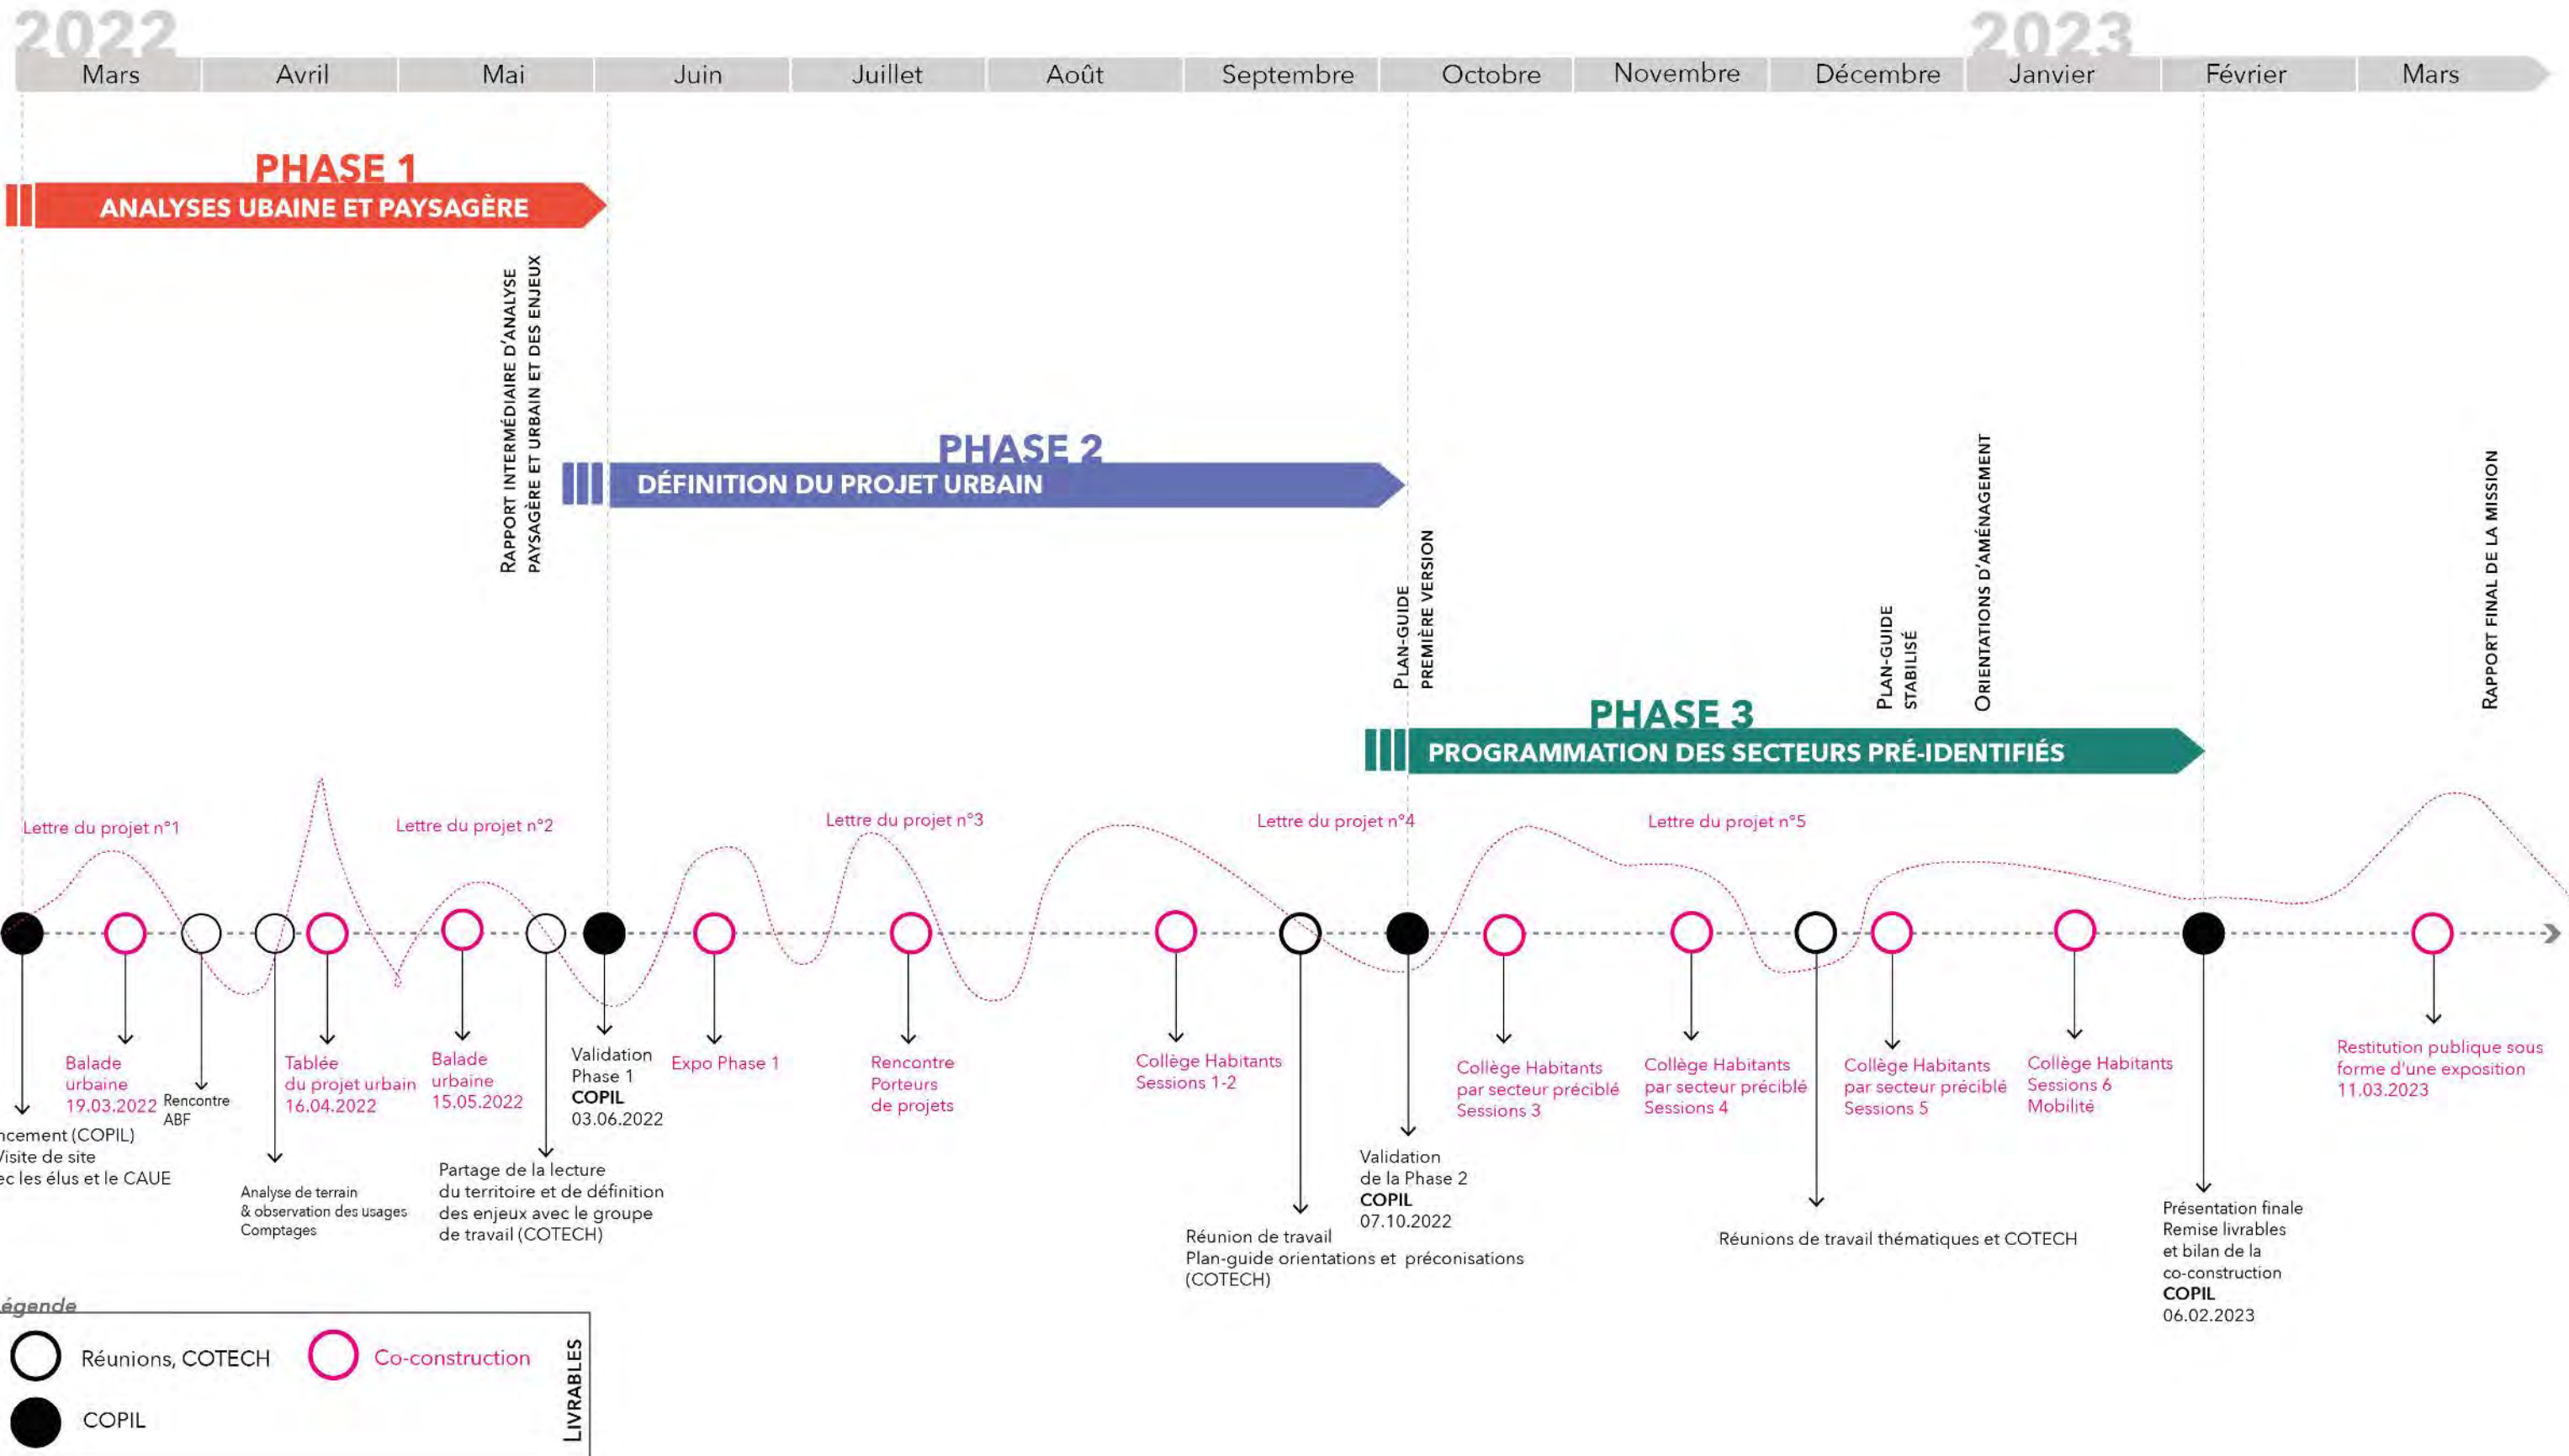 2022
2023
Mars
Avril
Mai
Juin
Juillet
Août
Septembre
Octobre
Novembre
Décembre
Janvier
Février
Mars
PHASE 1
ANALYSES UBAINE ET PAYSAGÈRE
RAPPORT INTERMÉDIAIRE D'ANALYSE
PAYSAGÈRE ET URBAIN ET DES ENJEUX
PHASE 2
DÉFINITION DU PROJET URBAIN
PLAN-GUIDE
PREMIÈRE VERSION
PLAN-GUIDE
STABILISÉ
ORIENTATIONS D'AMÉNAGEMENT
RAPPORT FINAL DE LA MISSION
PHASE 3
PROGRAMMATION DES SECTEURS PRÉ-IDENTIFIÉS
Lettre du projet n°1
Lettre du projet n°2
Lettre du projet n°3
Lettre du projet n°4
Lettre du projet n°5
ncement (COPIL)
Visite de site
ec les élus et le CAUE
Balade
urbaine
19.03.2022
Rencontre
ABF
Analyse de terrain
& observation des usages
Comptages
Tablée
du projet urbain
16.04.2022
Balade
urbaine
15.05.2022
Partage de la lecture
du territoire et de définition
des enjeux avec le groupe
de travail (COTECH)
Validation
Phase 1
COPIL
03.06.2022
Expo Phase 1
Rencontre
Porteurs
de projets
Collège Habitants
Sessions 1-2
Réunion de travail
Plan-guide orientations et préconisations
(COTECH)
Validation
de la Phase 2
COPIL
07.10.2022
Collège Habitants
par secteur préciblé
Sessions 3
Collège Habitants
par secteur préciblé
Sessions 4
Réunions de travail thématiques et COTECH
Collège Habitants
par secteur préciblé
Sessions 5
Collège Habitants
Sessions 6
Mobilité
Présentation finale
Remise livrables
et bilan de la
co-construction
COPIL
06.02.2023
Restitution publique sous
forme d'une exposition
11.03.2023
égende
Réunions, COTECH
Co-construction
COPIL
LIVRABLES